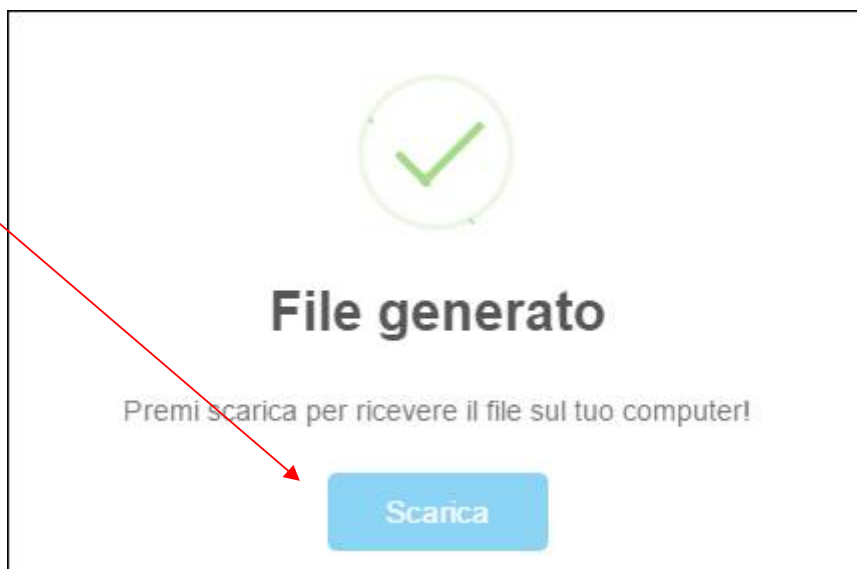 File generato
Premi scarica per ricevere il file sul tuo computer!
Scarica